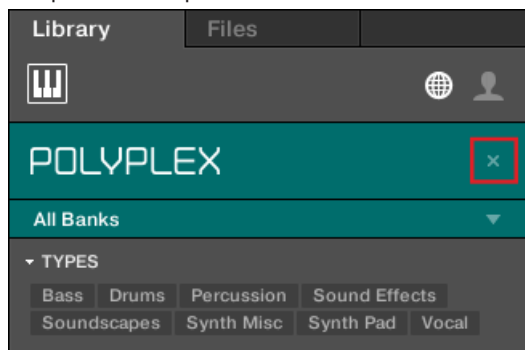 Library Files
POLYPLEX ×
All Banks
TYPES
Bass Drums Percussion Sound Effects
Soundscapes Synth Misc Synth Pad Vocal